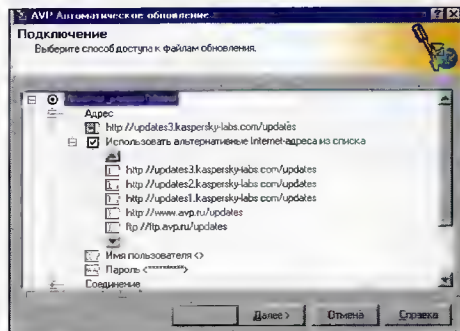 AVP Автоматическое обновление
Подключение
Выберите способ доступа к файлам обновления.
Адрес
http://updates3.kaspersky-labs.com/updates
Использовать альтернативные Internet-адреса из списка
http://updates3.kaspersky-labs.com/updates
http://updates2.kaspersky-labs.com/updates
http://updates1.kaspersky-labs.com/updates
http://www.avp.ru/updates
ftp://ftp.avp.ru/updates
Имя пользователя <>
Пароль <**********>
Соединение
Далее >
Отмена
Справка